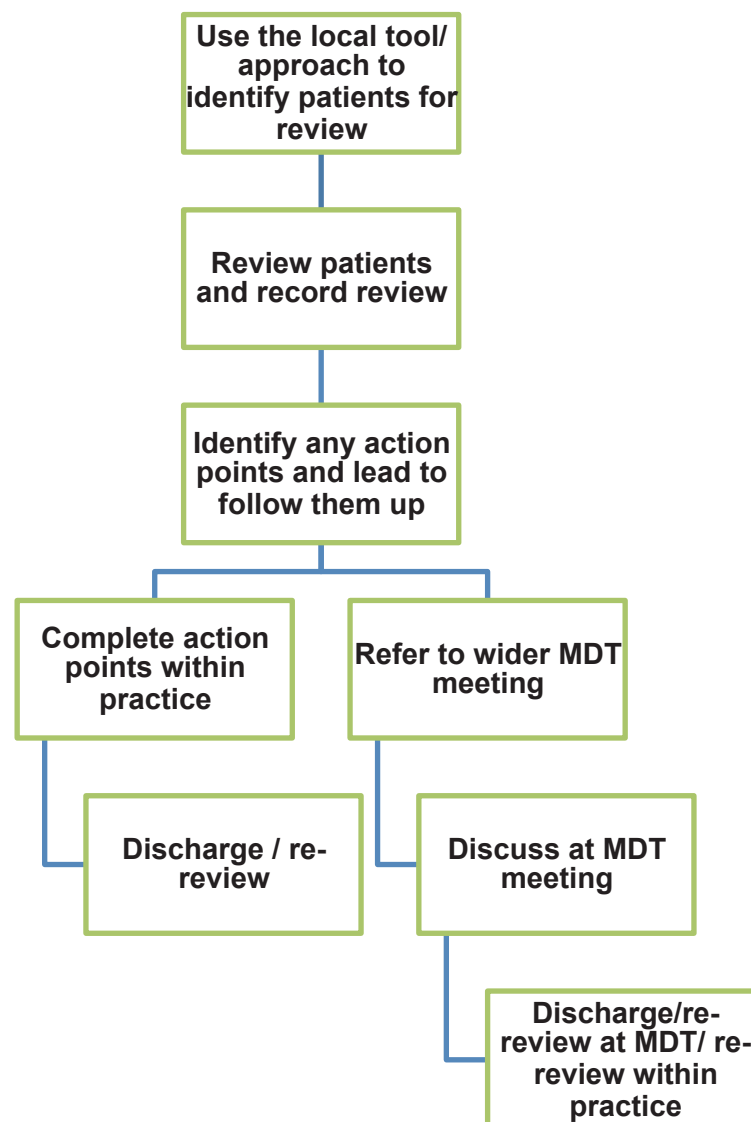 Use the local tool/
approach to
identify patients for
review
Review patients
and record review
Identify any action
points and lead to
follow them up
Complete action
points within
practice
Refer to wider MDT
meeting
Discharge / re-
review
Discuss at MDT
meeting
Discharge/re-
review at MDT/ re-
review within
practice